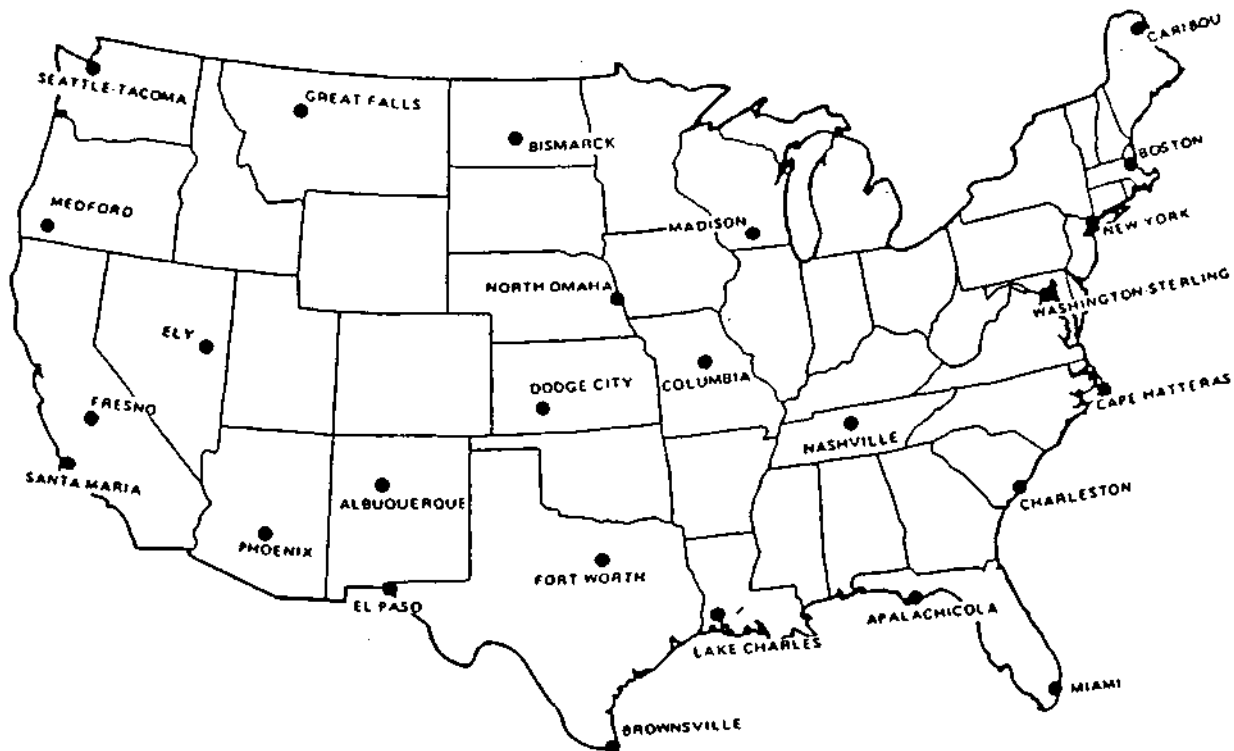 CARIBOU
SEATTLE-TACOMA
GREAT FALLS
BISMARCK
BOSTON
MEDFORD
MADISON
NEW YORK
NORTH OMAHA
WASHINGTON-STERLING
ELY
DODGE CITY
COLUMBIA
CAPE HATTERAS
FRESNO
NASHVILLE
SANTA MARIA
ALBUQUERQUE
CHARLESTON
PHOENIX
FORT WORTH
EL PASO
APALACHICOLA
LAKE CHARLES
MIAMI
BROWNSVILLE